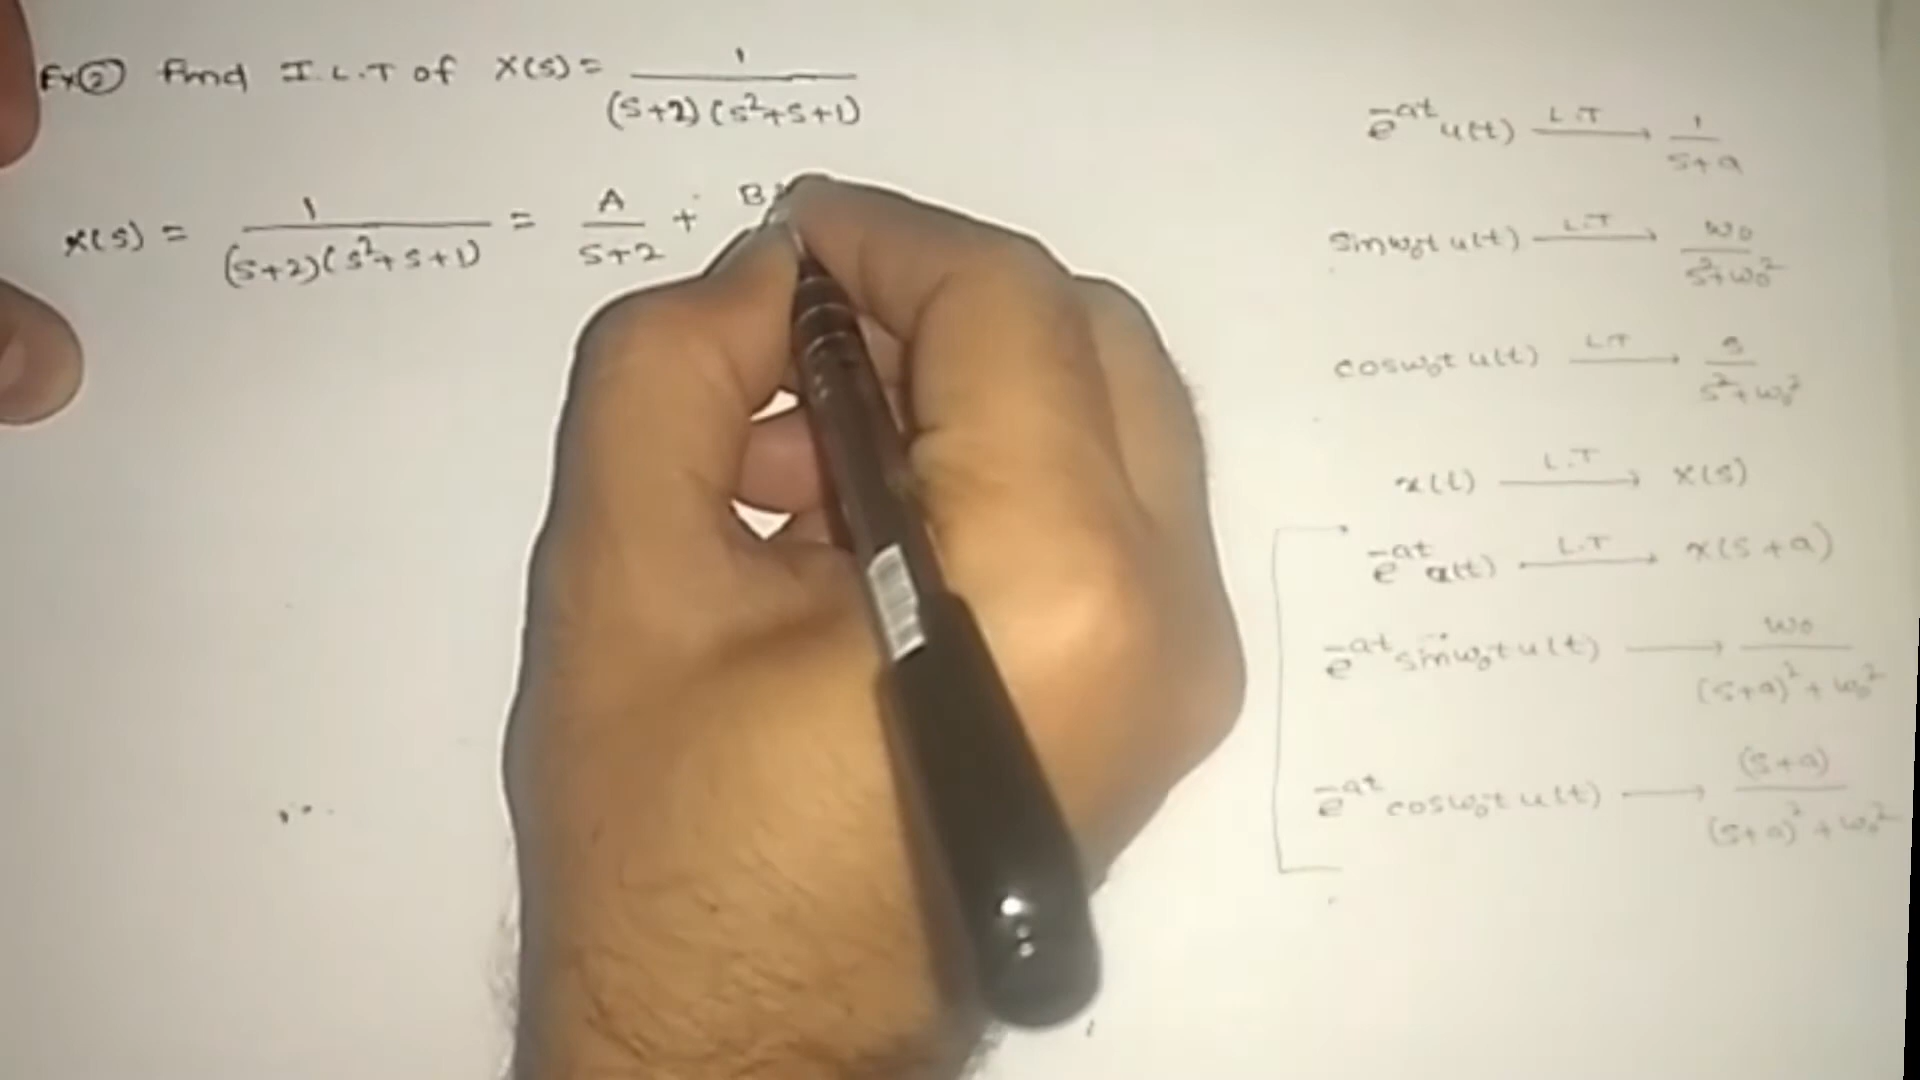 Ex② Find I.L.T of X(s) = 1 / (s+2)(s²+s+1)
x(s) = 1 / (s+2)(s²+s+1) = A / s+2 + B
e^-at u(t) L.T → 1 / s+a
sinω₀t u(t) L.T → ω₀ / s²+ω₀²
cosω₀t u(t) L.T → s / s²+ω₀²
x(t) L.T → X(s)
e^-at x(t) L.T → X(s+a)
e^-at sinω₀t u(t) → ω₀ / (s+a)²+ω₀²
e^-at cosω₀t u(t) → (s+a) / (s+a)²+ω₀²